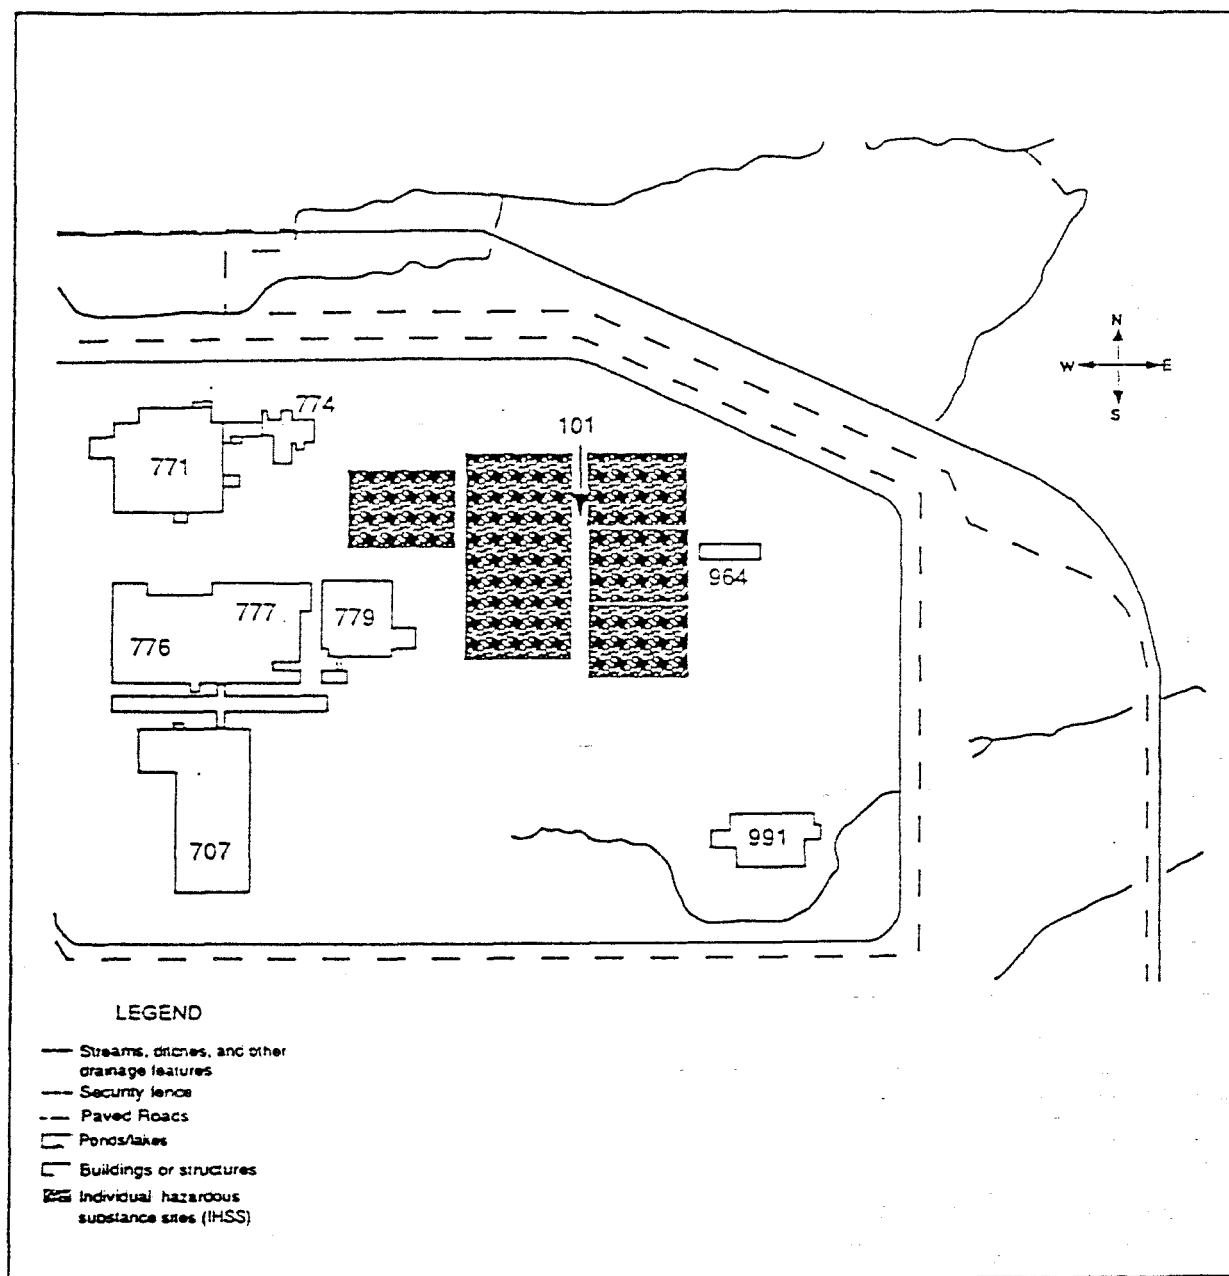 N
W E
S
774
101
771
964
777
779
776
991
707
LEGEND
Streams, ditches, and other
drainage features
Security fence
Paved Roads
Ponds/lakes
Buildings or structures
Individual hazardous
substance sites (IHSS)